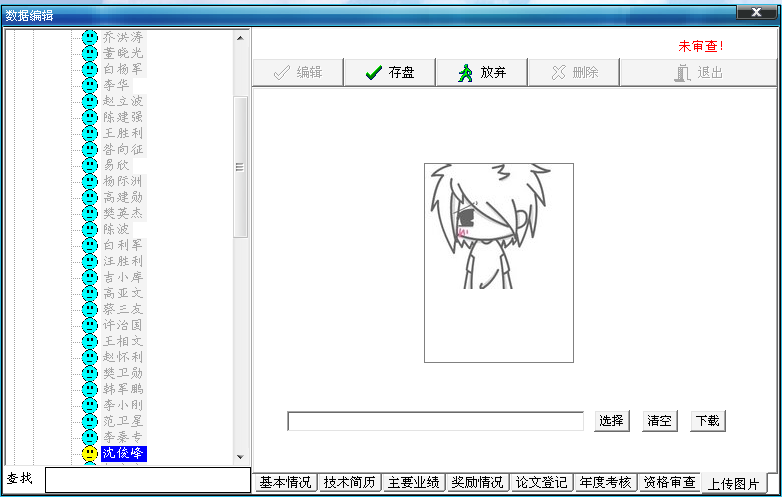 数据编辑
乔洪涛
董晓光
白杨军
李华
赵立波
陈建强
王胜利
昝向征
易欣
杨际洲
高建勋
樊英杰
陈波
白利军
汪胜利
吉小库
高亚文
蔡三友
许治国
王相文
赵怀利
樊卫勋
韩军鹏
李小刚
范卫星
李秦专
沈俊峰
查找
未审查!
编辑 存盘 放弃 删除 退出
选择 清空 下载
基本情况 技术简历 主要业绩 奖励情况 论文登记 年度考核 资格审查 上传图片